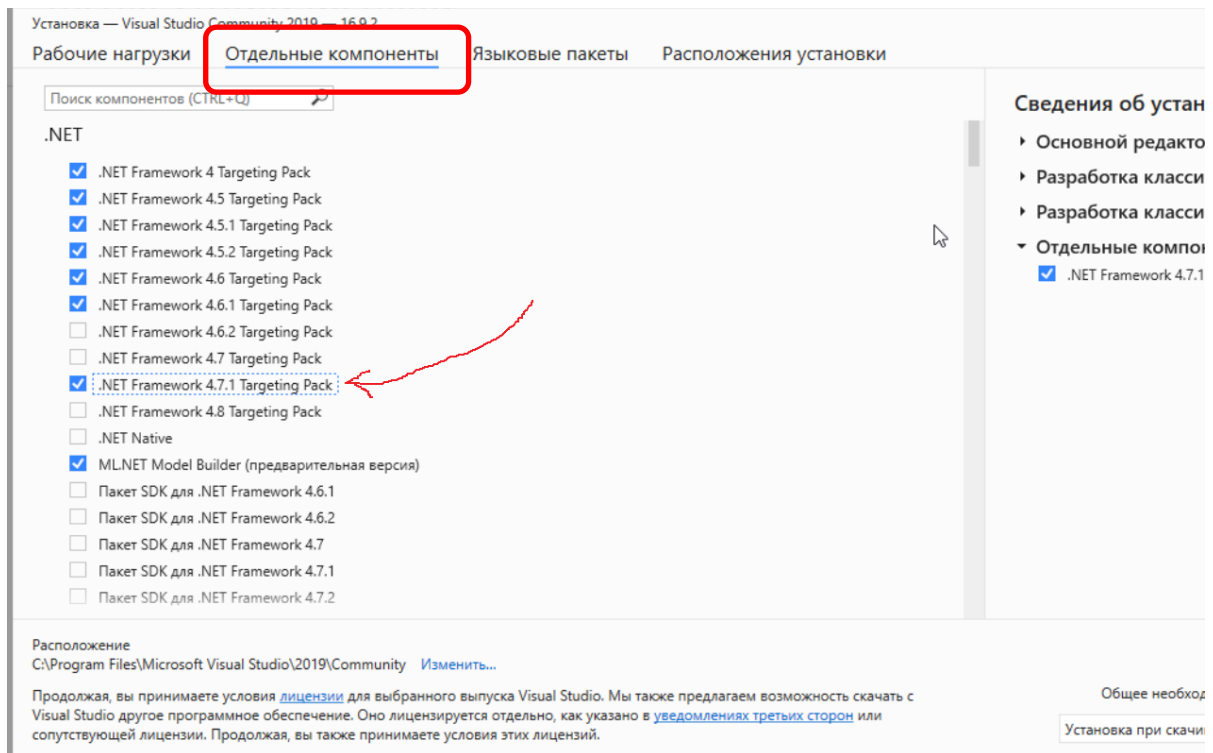 Установка — Visual Studio Community 2019 — 16.9.2
Рабочие нагрузки Отдельные компоненты Языковые пакеты Расположения установки
Поиск компонентов (CTRL+Q)
.NET
.NET Framework 4 Targeting Pack
.NET Framework 4.5 Targeting Pack
.NET Framework 4.5.1 Targeting Pack
.NET Framework 4.5.2 Targeting Pack
.NET Framework 4.6 Targeting Pack
.NET Framework 4.6.1 Targeting Pack
.NET Framework 4.6.2 Targeting Pack
.NET Framework 4.7 Targeting Pack
.NET Framework 4.7.1 Targeting Pack
.NET Framework 4.8 Targeting Pack
.NET Native
ML.NET Model Builder (предварительная версия)
Пакет SDK для .NET Framework 4.6.1
Пакет SDK для .NET Framework 4.6.2
Пакет SDK для .NET Framework 4.7
Пакет SDK для .NET Framework 4.7.1
Пакет SDK для .NET Framework 4.7.2
Сведения об устан
Основной редакто
Разработка класси
Разработка класси
Отдельные компон
.NET Framework 4.7.1
Расположение
C:\Program Files\Microsoft Visual Studio\2019\Community Изменить...
Продолжая, вы принимаете условия лицензии для выбранного выпуска Visual Studio. Мы также предлагаем возможность скачать с
Visual Studio другое программное обеспечение. Оно лицензируется отдельно, как указано в уведомлениях третьих сторон или
сопутствующей лицензии. Продолжая, вы также принимаете условия этих лицензий.
Общее необход
Установка при скачи